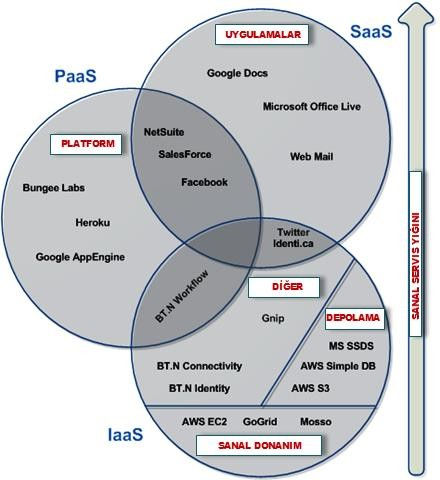 UYGULAMALAR
SaaS
Google Docs
PaaS
Microsoft Office Live
NetSuite
PLATFORM
SalesForce
Web Mail
Facebook
Bungee Labs
Heroku
Twitter
Identi.ca
Google AppEngine
SANAL SERVİS YIĞINI
BT.N Workflow
DİĞER
Gnip
DEPOLAMA
MS SSDS
BT.N Connectivity
AWS Simple DB
BT.N Identity
AWS S3
AWS EC2
GoGrid
Mosso
IaaS
SANAL DONANIM